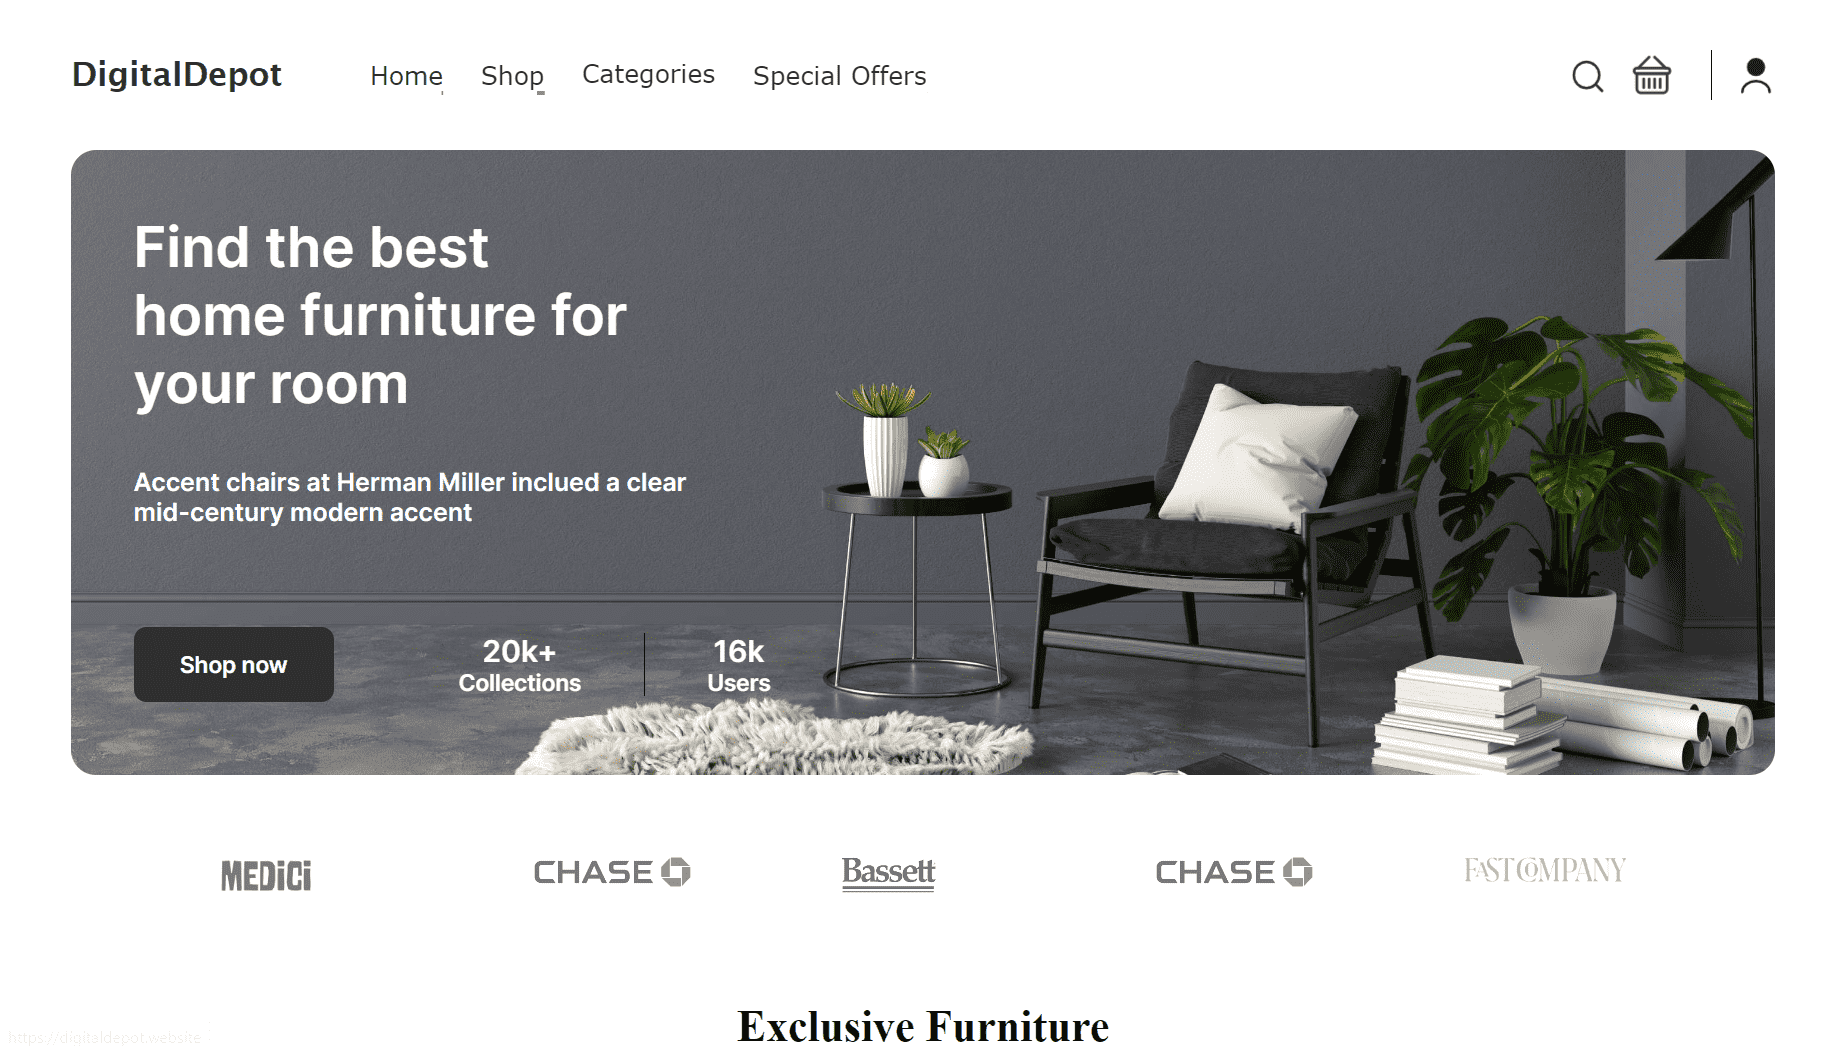 DigitalDepot
Home Shop Categories Special Offers
Find the best
home furniture for
your room
Accent chairs at Herman Miller inclued a clear
mid-century modern accent
Shop now
20k+
Collections
16k
Users
MEDiCi
CHASE
Bassett
CHASE
FAST COMPANY
Exclusive Furniture
https://digitaldepot.website